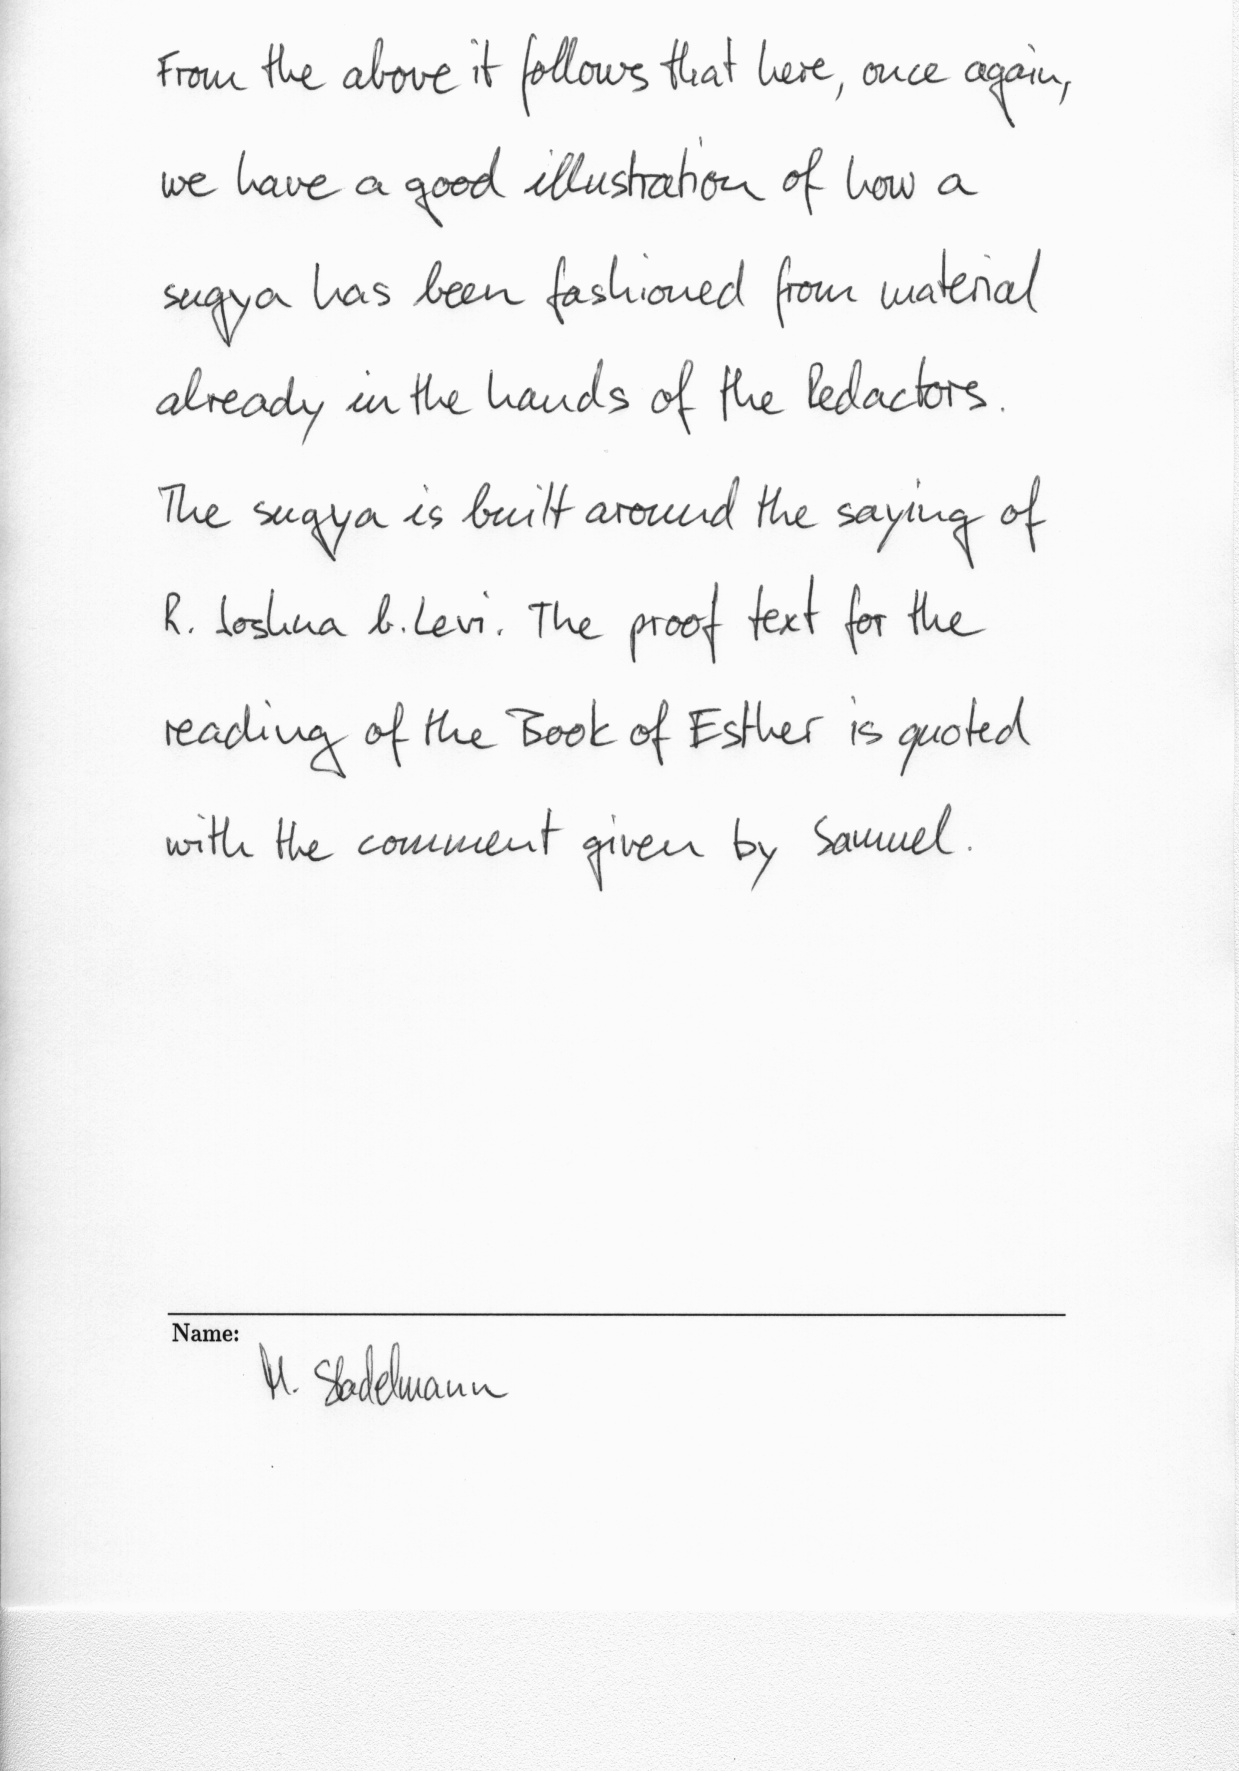 From the above it follows that here, once again,
we have a good illustration of how a
sugya has been fashioned from material
already in the hands of the Redactors.
The sugya is built around the saying of
R. Joshua b. Levi. The proof text for the
reading of the Book of Esther is quoted
with the comment given by Samuel.
Name:
M. Stadelmann